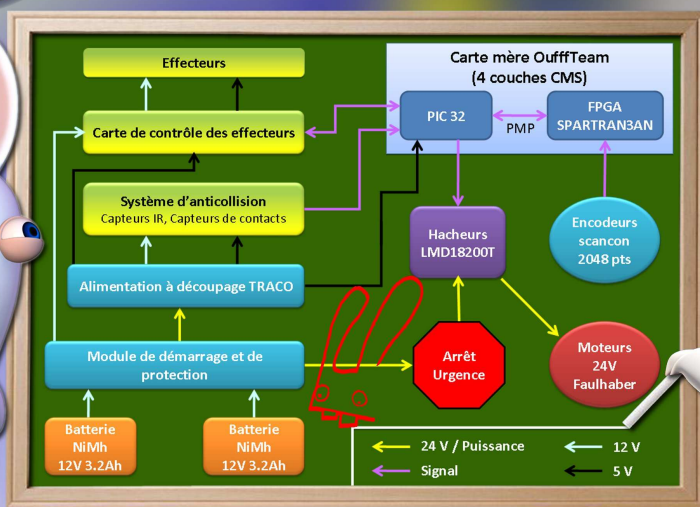 Effecteurs
Carte mère OufffTeam
(4 couches CMS)
Carte de contrôle des effecteurs
PIC 32
PMP
FPGA
SPARTRAN3AN
Système d'anticollision
Capteurs IR, Capteurs de contacts
Hacheurs
LMD18200T
Encodeurs
scancon
2048 pts
Alimentation à découpage TRACO
Module de démarrage et de
protection
Arrêt
Urgence
Moteurs
24V
Faulhaber
Batterie
NiMh
12V 3.2Ah
Batterie
NiMh
12V 3.2Ah
24 V / Puissance
12 V
Signal
5 V